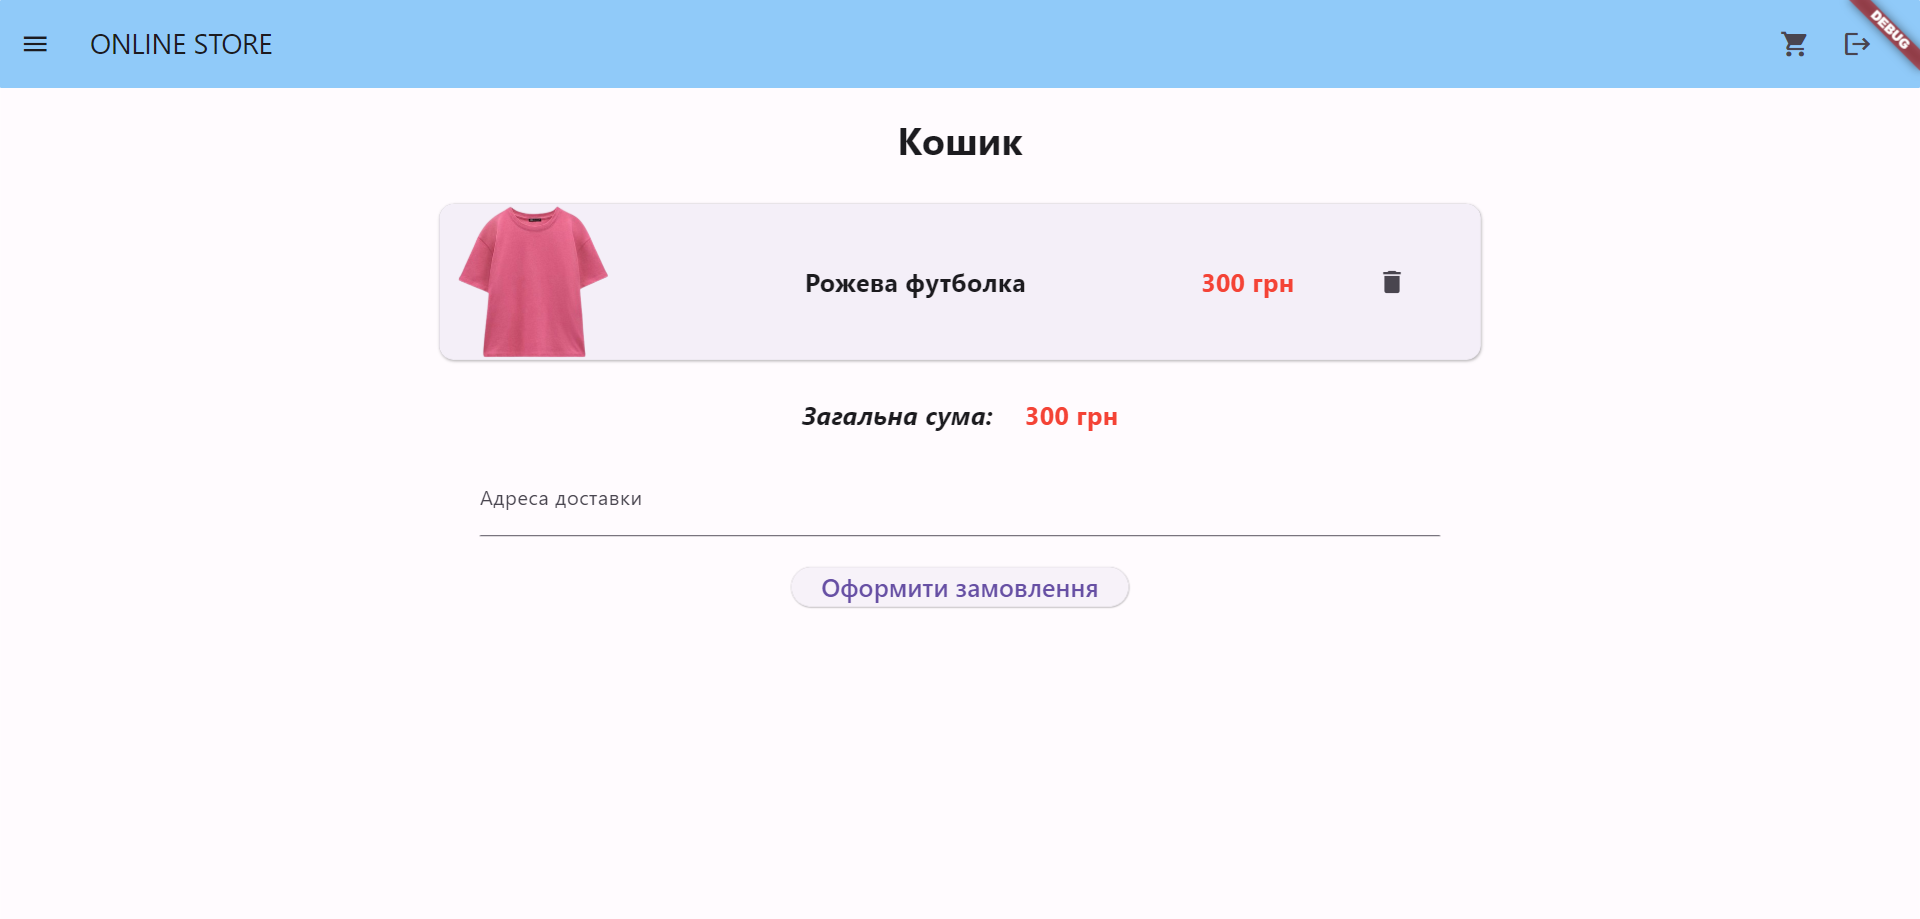 ONLINE STORE
DEBUG
Кошик
Рожева футболка 300 грн
Загальна сума: 300 грн
Адреса доставки
Оформити замовлення